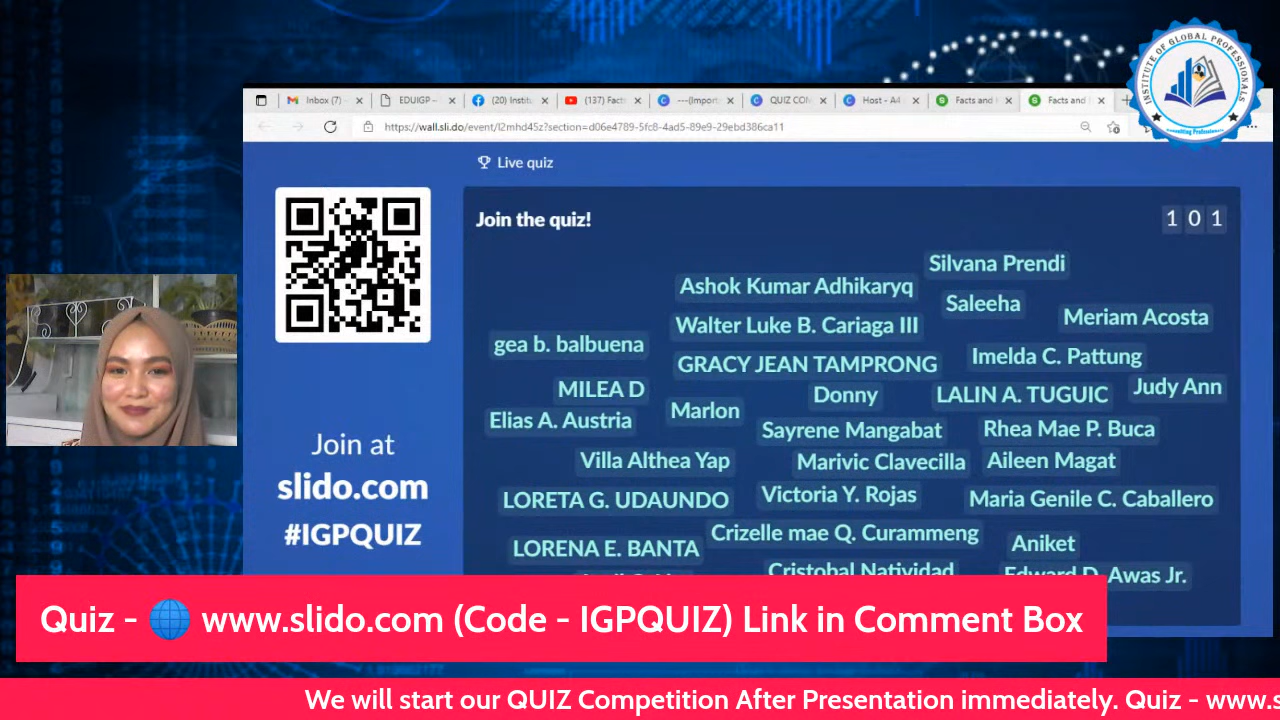 INSTITUTE OF GLOBAL PROFESSIONALS
Connecting Professionals
Inbox (7)
EDUIGP –
(20) Instit
(137) Fact
---(Import
QUIZ CON
Host - A4
Facts and
Facts and
https://wall.sli.do/event/l2mhd45z?section=d06e4789-5fc8-4ad5-89e9-29ebd386ca11
Live quiz
Join the quiz!
1 0 1
Silvana Prendi
Ashok Kumar Adhikaryq
Saleeha
Meriam Acosta
Walter Luke B. Cariaga III
gea b. balbuena
Imelda C. Pattung
GRACY JEAN TAMPRONG
Judy Ann
MILEA D
Donny
LALIN A. TUGUIC
Marlon
Elias A. Austria
Sayrene Mangabat
Rhea Mae P. Buca
Villa Althea Yap
Marivic Clavecilla
Aileen Magat
LORETA G. UDAUNDO
Victoria Y. Rojas
Maria Genile C. Caballero
Crizelle mae Q. Curammeng
LORENA E. BANTA
Aniket
Cristobal Natividad
Edward D. Awas Jr.
Join at
slido.com
#IGPQUIZ
Quiz - www.slido.com (Code - IGPQUIZ) Link in Comment Box
We will start our QUIZ Competition After Presentation immediately. Quiz - www.s